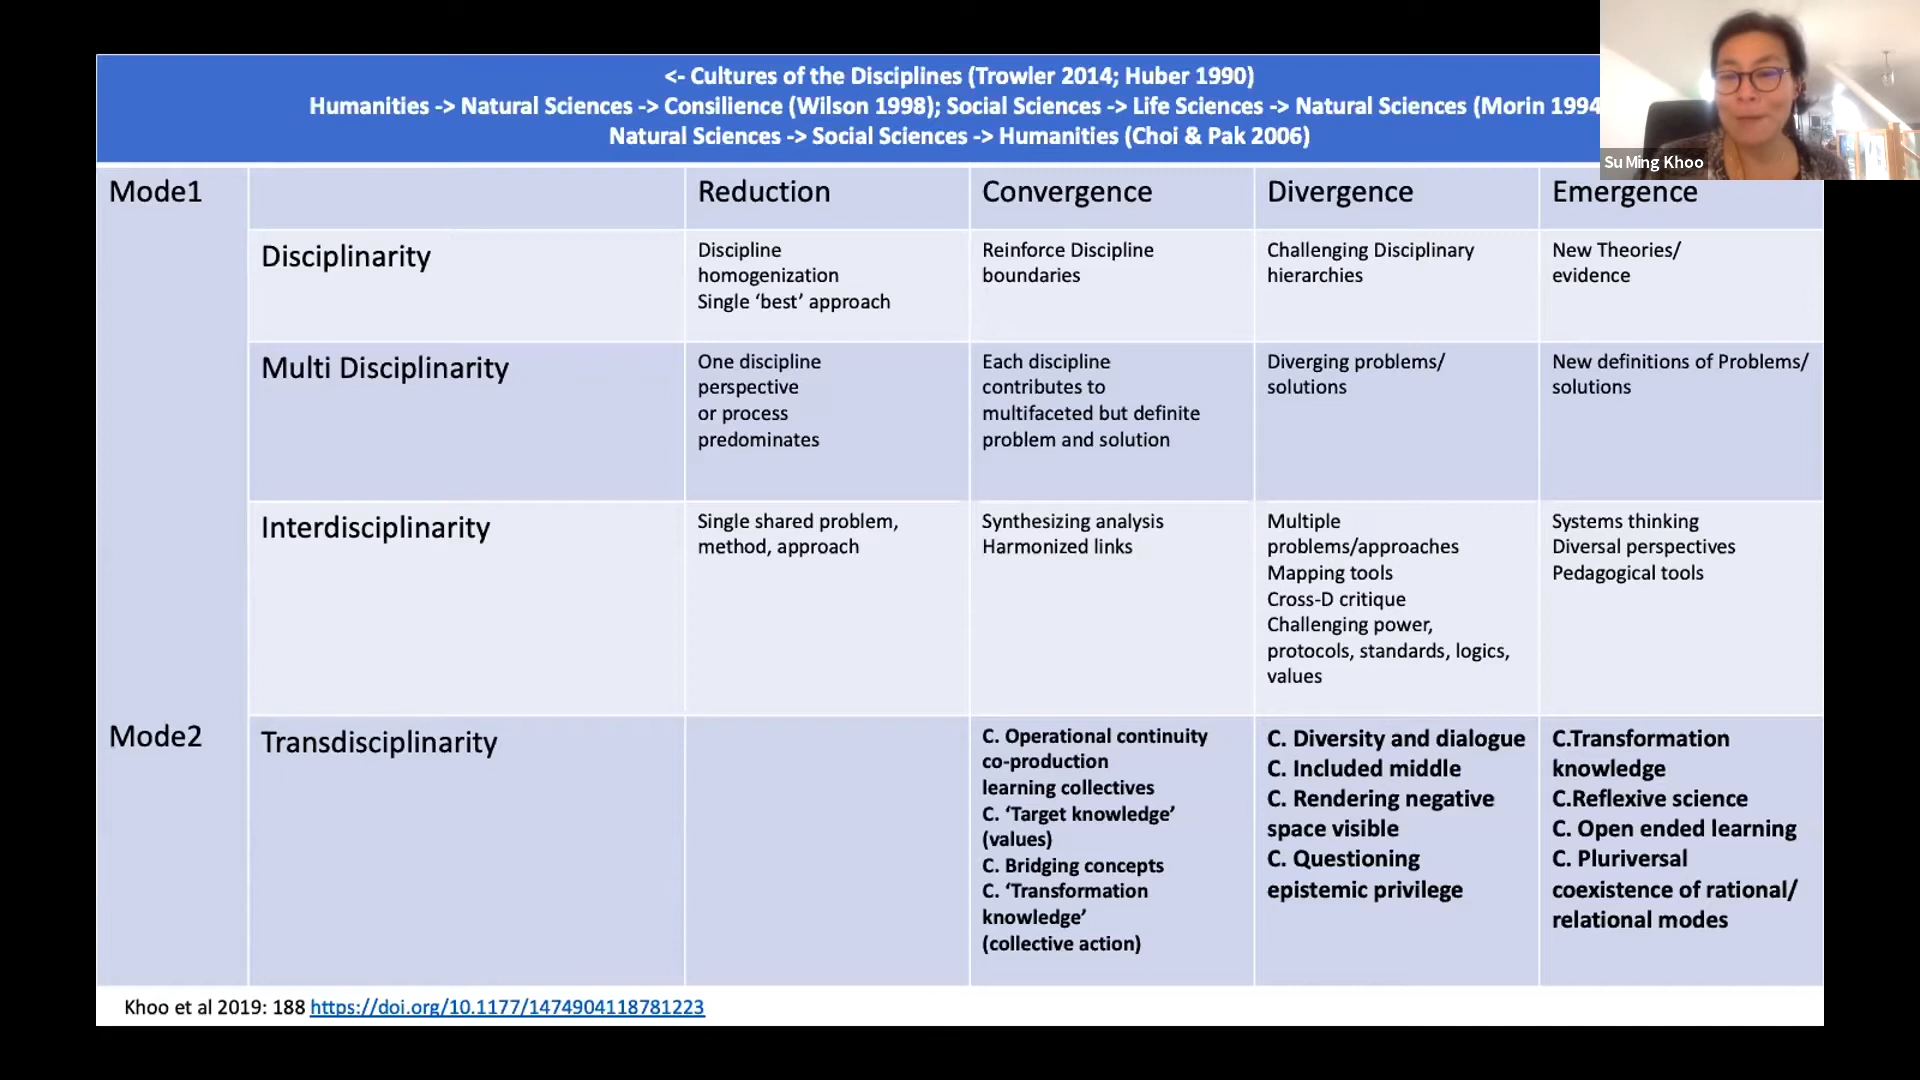 <- Cultures of the Disciplines (Trowler 2014; Huber 1990)
Humanities -> Natural Sciences -> Consilience (Wilson 1998); Social Sciences -> Life Sciences -> Natural Sciences (Morin 1994
Natural Sciences -> Social Sciences -> Humanities (Choi & Pak 2006)
Su Ming Khoo
Mode1
Reduction
Convergence
Divergence
Emergence
Disciplinarity
Discipline
homogenization
Single ‘best’ approach
Reinforce Discipline
boundaries
Challenging Disciplinary
hierarchies
New Theories/
evidence
Multi Disciplinarity
One discipline
perspective
or process
predominates
Each discipline
contributes to
multifaceted but definite
problem and solution
Diverging problems/
solutions
New definitions of Problems/
solutions
Interdisciplinarity
Single shared problem,
method, approach
Synthesizing analysis
Harmonized links
Multiple
problems/approaches
Mapping tools
Cross-D critique
Challenging power,
protocols, standards, logics,
values
Systems thinking
Diversal perspectives
Pedagogical tools
Mode2
Transdisciplinarity
C. Operational continuity
co-production
learning collectives
C. ‘Target knowledge’
(values)
C. Bridging concepts
C. ‘Transformation
knowledge’
(collective action)
C. Diversity and dialogue
C. Included middle
C. Rendering negative
space visible
C. Questioning
epistemic privilege
C.Transformation
knowledge
C.Reflexive science
C. Open ended learning
C. Pluriversal
coexistence of rational/
relational modes
Khoo et al 2019: 188 https://doi.org/10.1177/1474904118781223